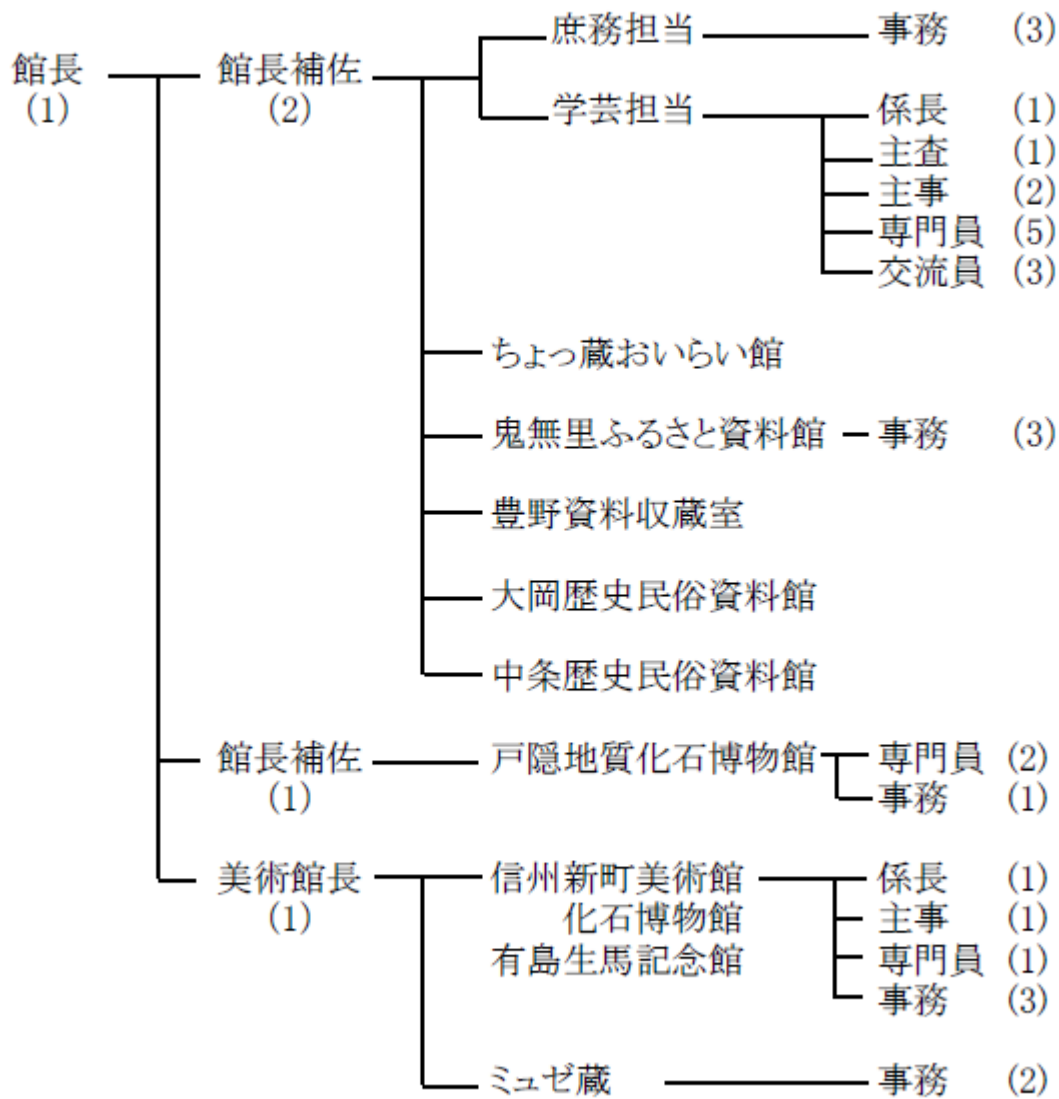 庶務担当 事務 (3)
館長 館長補佐
(1) (2)
学芸担当 係長 (1)
主査 (1)
主事 (2)
専門員 (5)
交流員 (3)
ちょっ蔵おいらい館
鬼無里ふるさと資料館 事務 (3)
豊野資料収蔵室
大岡歴史民俗資料館
中条歴史民俗資料館
館長補佐 戸隠地質化石博物館 専門員 (2)
(1) 事務 (1)
美術館長 信州新町美術館 係長 (1)
(1) 化石博物館 主事 (1)
有島生馬記念館 専門員 (1)
事務 (3)
ミュゼ蔵 事務 (2)